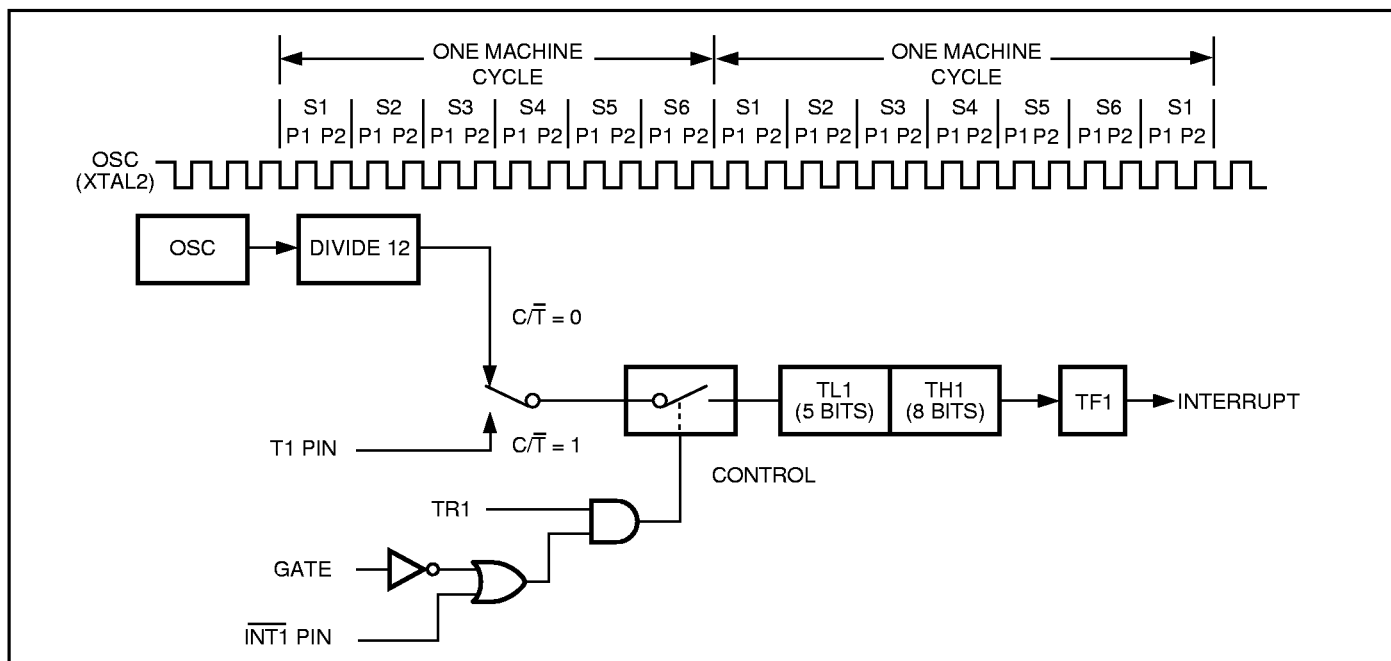 ONE MACHINE CYCLE ONE MACHINE CYCLE
S1 S2 S3 S4 S5 S6 S1 S2 S3 S4 S5 S6 S1
P1 P2 P1 P2 P1 P2 P1 P2 P1 P2 P1 P2 P1 P2 P1 P2 P1 P2 P1 P2 P1 P2 P1 P2 P1 P2
OSC
(XTAL2)
OSC DIVIDE 12
C/T̅ = 0
TL1 TH1
(5 BITS) (8 BITS) TF1 INTERRUPT
T1 PIN C/T̅ = 1
CONTROL
TR1
GATE
I̅N̅T̅1̅ PIN